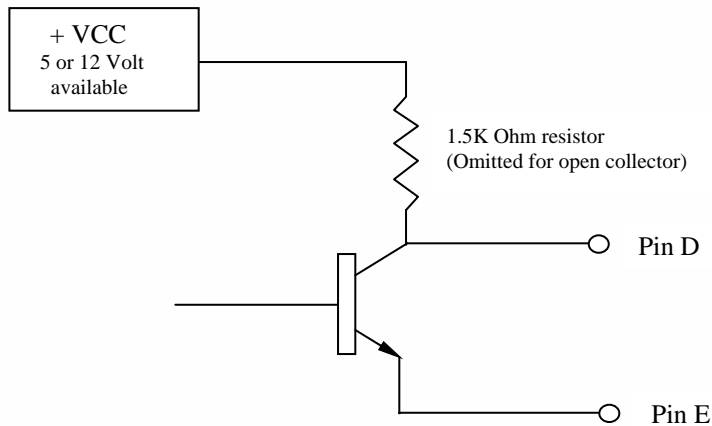 + VCC
5 or 12 Volt
available
1.5K Ohm resistor
(Omitted for open collector)
Pin D
Pin E